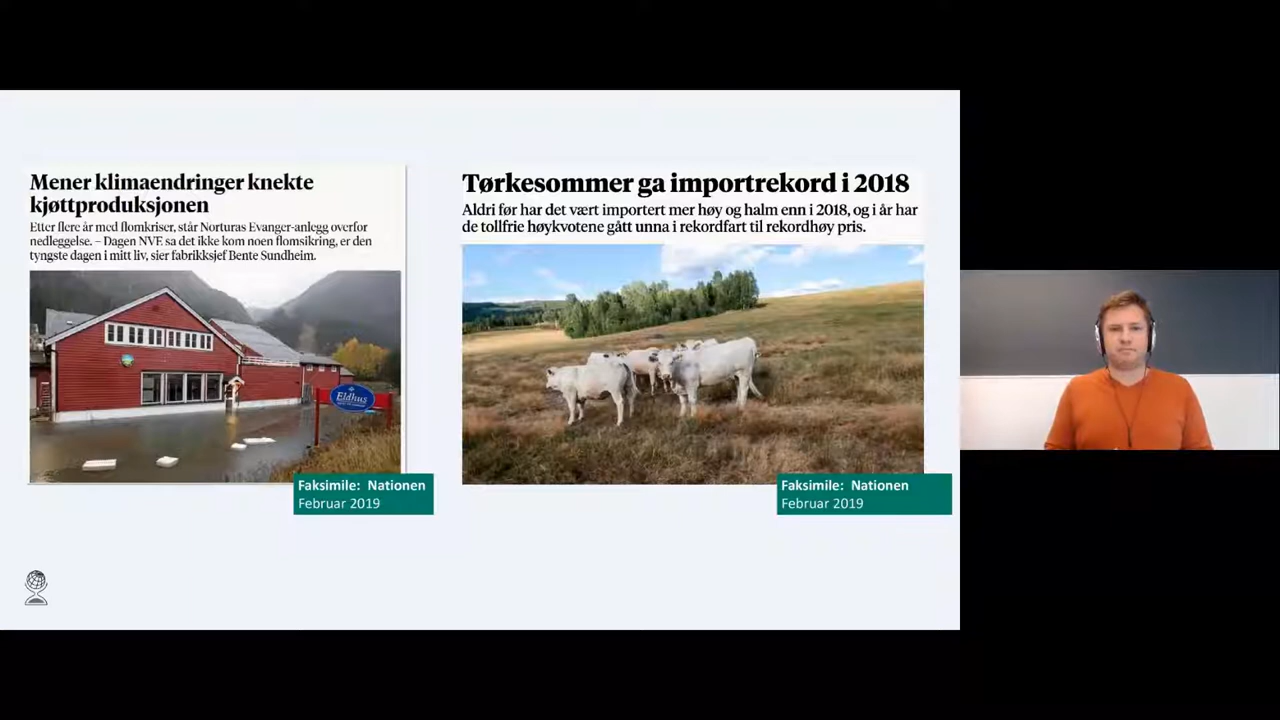 Mener klimaendringer knekte
kjøttproduksjonen
Etter flere år med flomkriser, står Norturas Evanger-anlegg overfor
nedleggelse. – Dagen NVE sa det ikke kom noen flomsikring, er den
tyngste dagen i mitt liv, sier fabrikksjef Bente Sundheim.
Eldhus
Faksimile: Nationen
Februar 2019
Tørkesommer ga importrekord i 2018
Aldri før har det vært importert mer høy og halm enn i 2018, og i år har
de tollfrie høykvotene gått unna i rekordfart til rekordhøy pris.
Faksimile: Nationen
Februar 2019